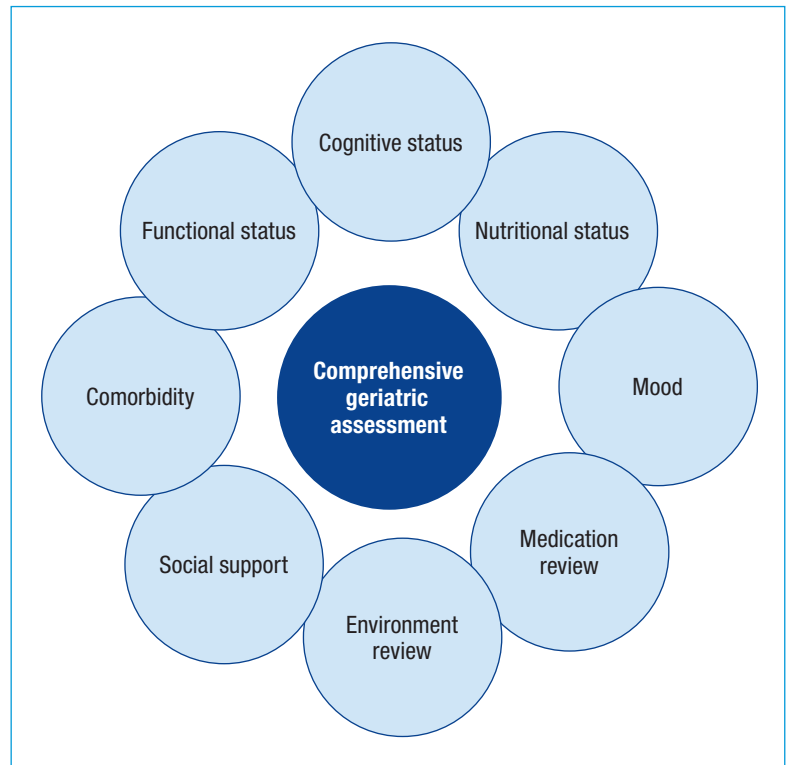 Cognitive status
Functional status
Nutritional status
Comprehensive
geriatric
assessment
Comorbidity
Mood
Social support
Medication
review
Environment
review